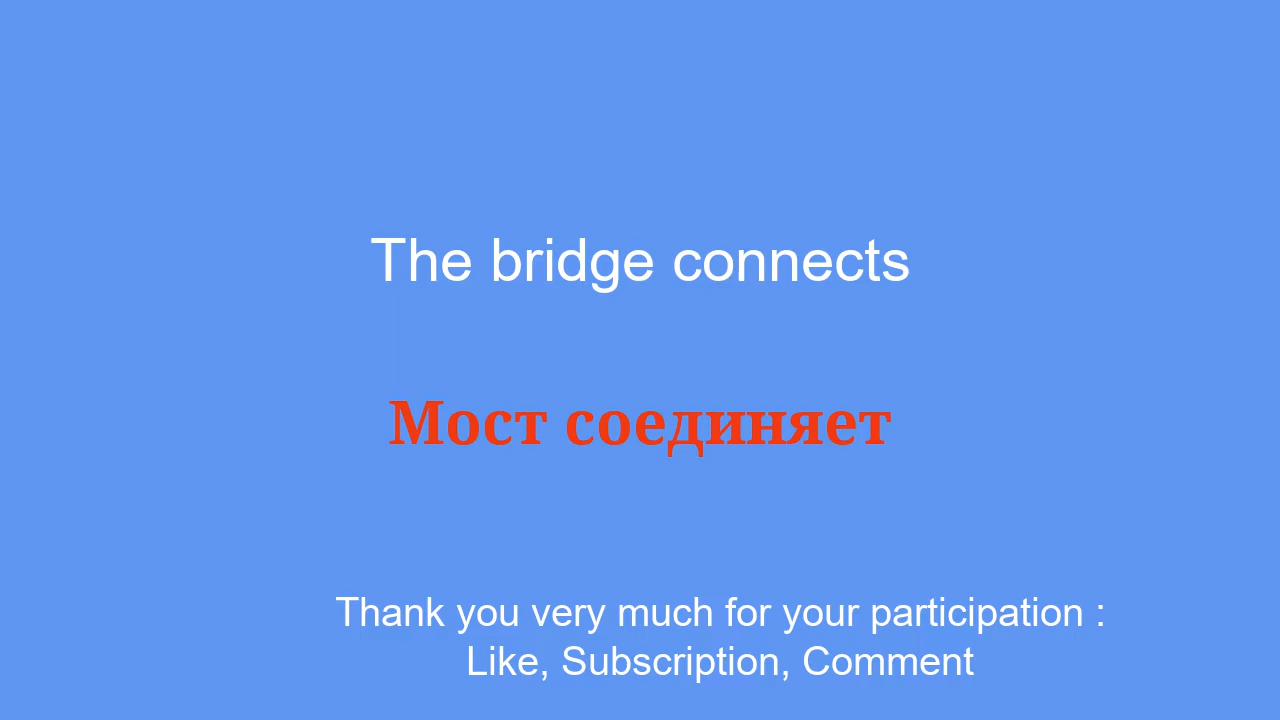 The bridge connects
Мост соединяет
Thank you very much for your participation :
Like, Subscription, Comment